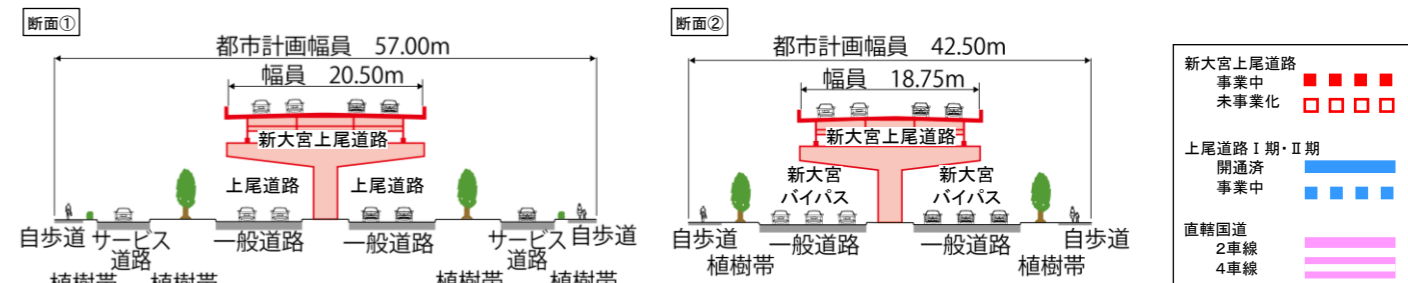 断面①
都市計画幅員 57.00m
幅員 20.50m
新大宮上尾道路
上尾道路 上尾道路
自歩道 サービス道路 一般道路 一般道路 サービス道路 自歩道
植樹帯 植樹帯 植樹帯 植樹帯
断面②
都市計画幅員 42.50m
幅員 18.75m
新大宮上尾道路
新大宮 新大宮
バイパス バイパス
自歩道 一般道路 一般道路 自歩道
植樹帯 植樹帯
新大宮上尾道路
事業中
未事業化
上尾道路Ⅰ期・Ⅱ期
開通済
事業中
直轄国道
2車線
4車線